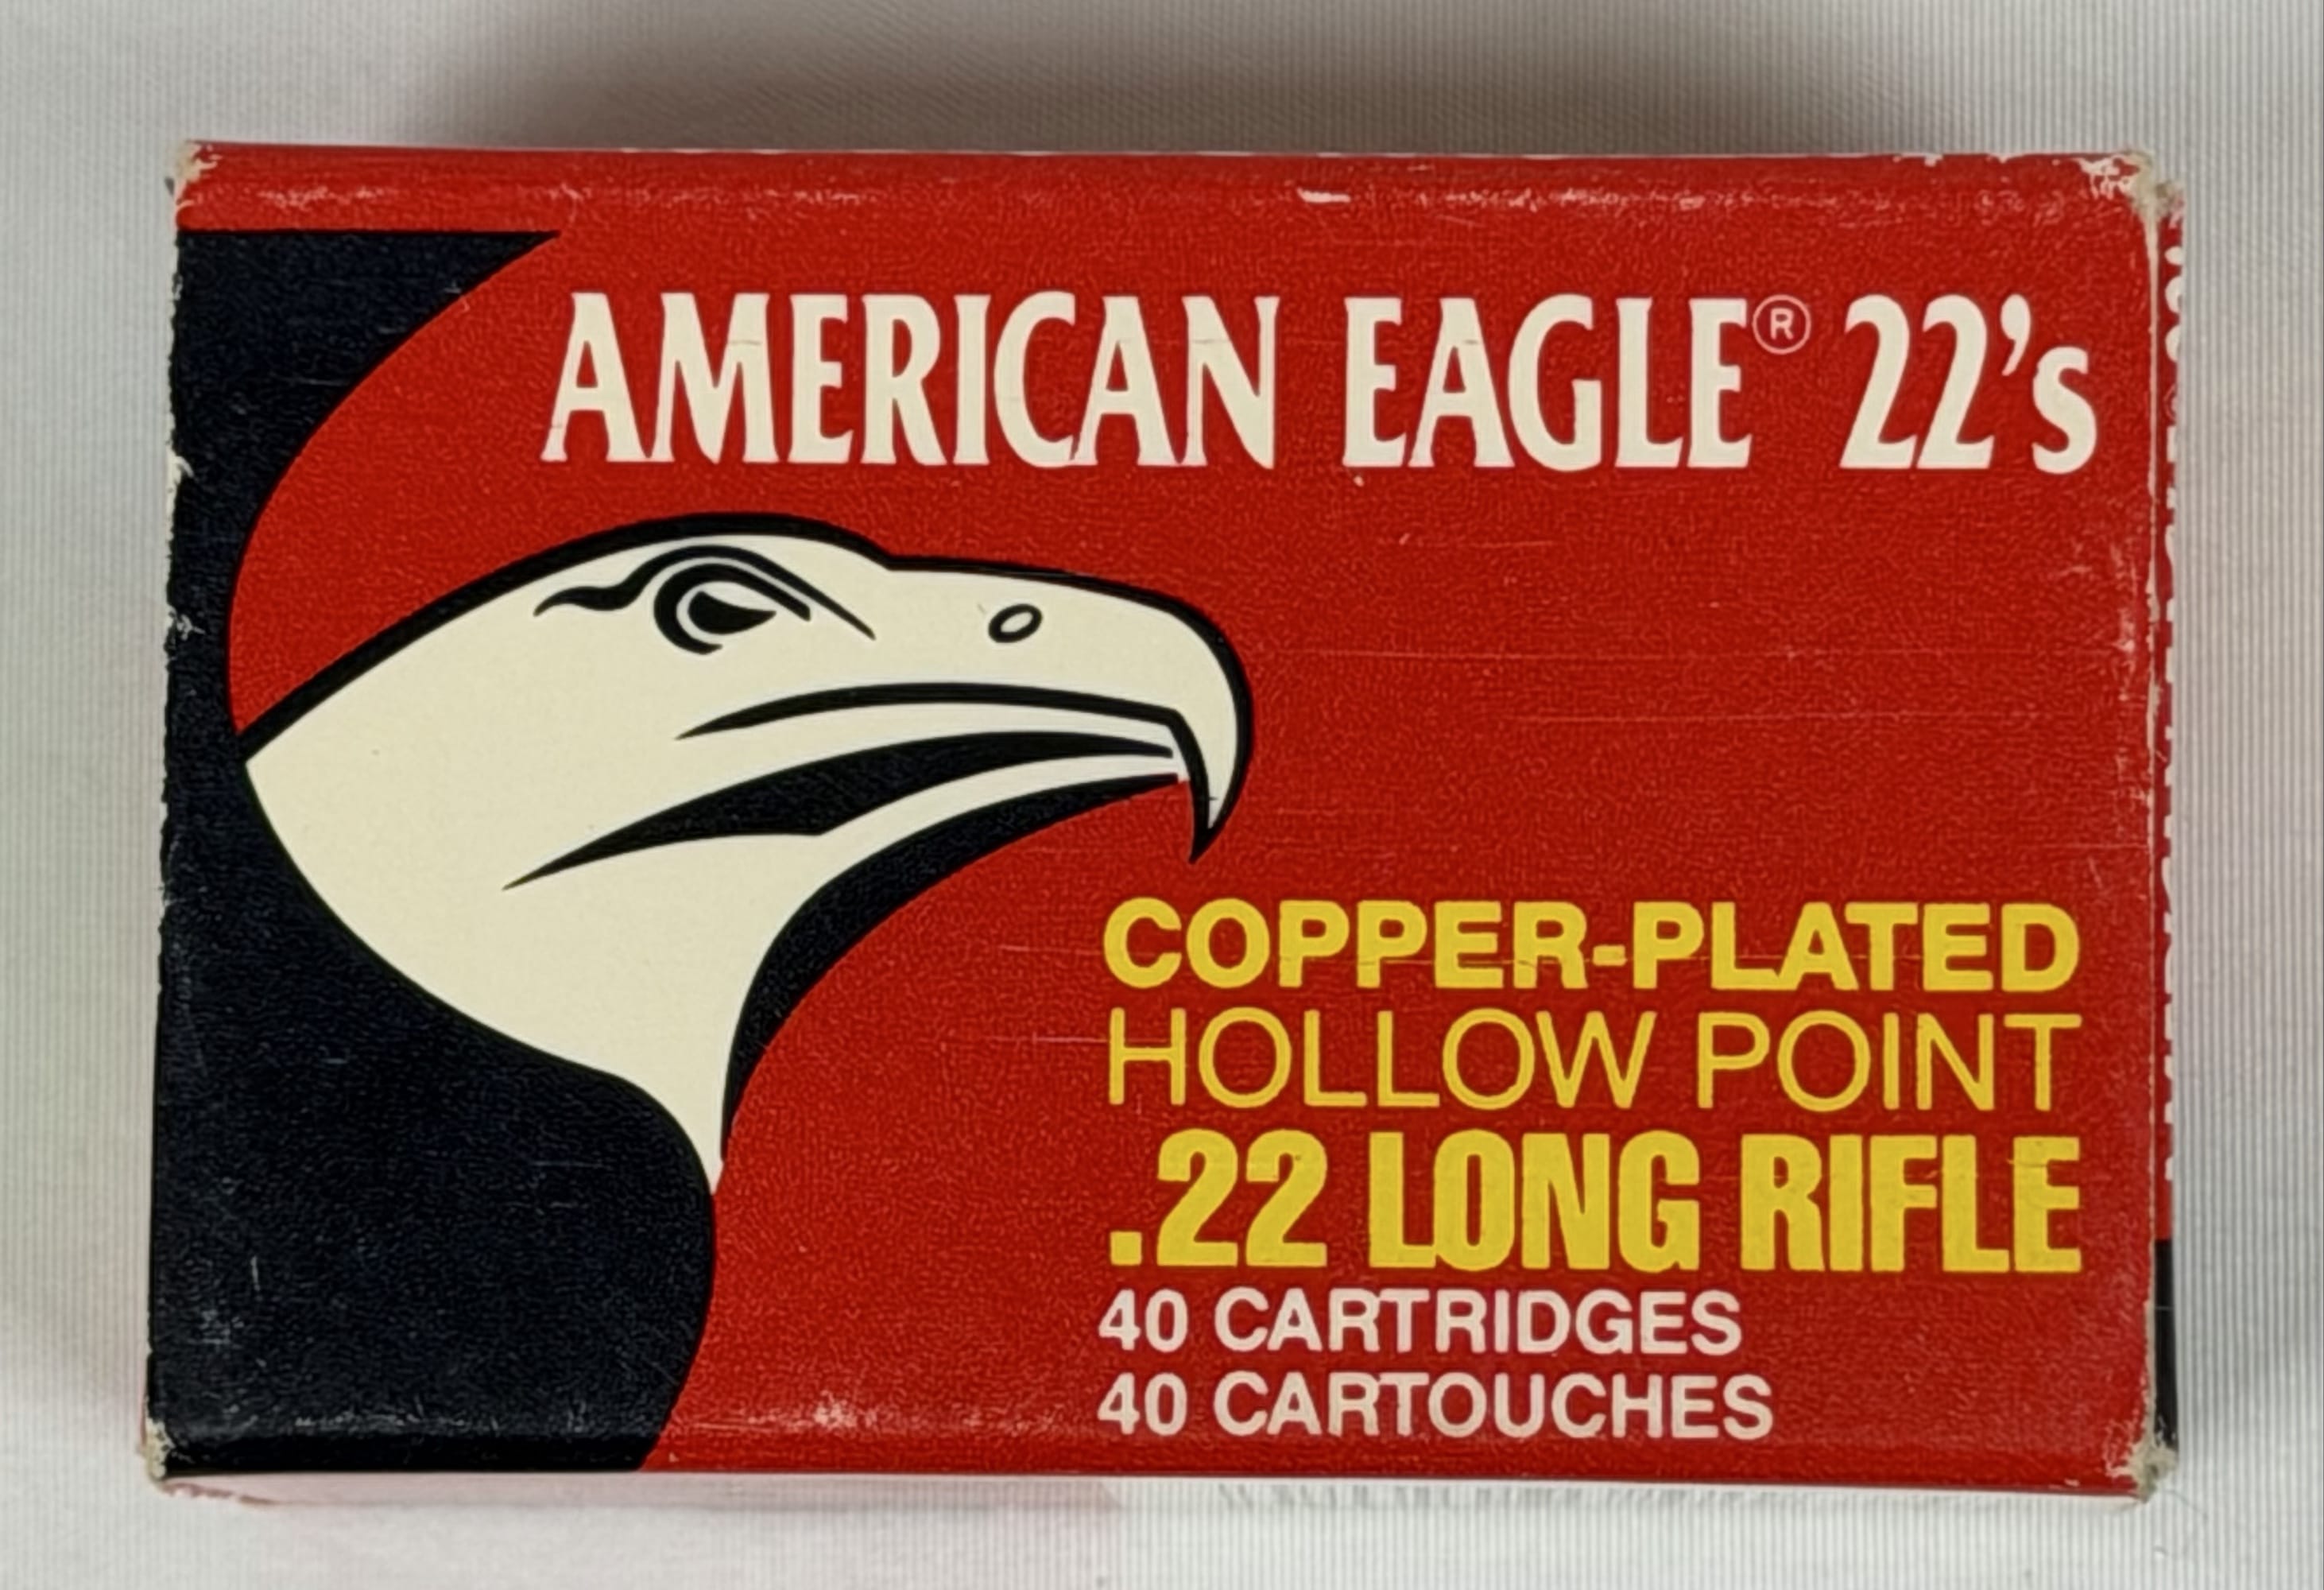 AMERICAN EAGLE® 22's
COPPER-PLATED
HOLLOW POINT
.22 LONG RIFLE
40 CARTRIDGES
40 CARTOUCHES